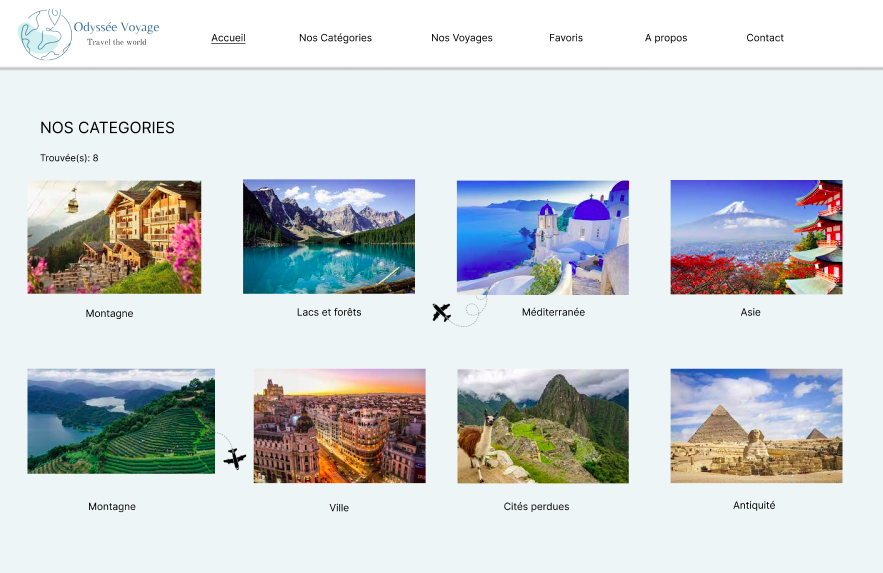 Odyssée Voyage
Travel the world
Accueil
Nos Catégories
Nos Voyages
Favoris
A propos
Contact
NOS CATEGORIES
Trouvée(s): 8
Montagne
Lacs et forêts
Méditerranée
Asie
Montagne
Ville
Cités perdues
Antiquité